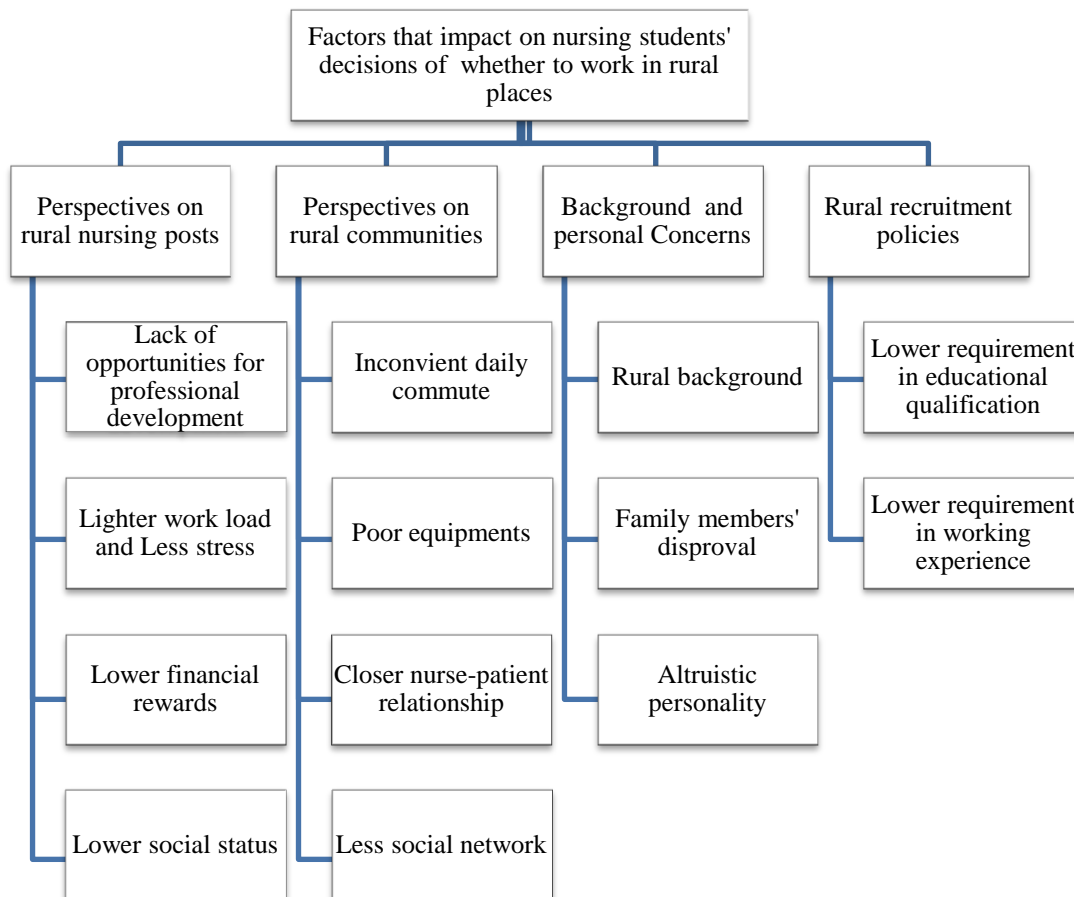 Factors that impact on nursing students'
decisions of whether to work in rural
places
Perspectives on
rural nursing posts
Perspectives on
rural communities
Background and
personal Concerns
Rural recruitment
policies
Lack of
opportunities for
professional
development
Inconvient daily
commute
Rural background
Lower requirement
in educational
qualification
Lighter work load
and Less stress
Poor equipments
Family members'
disproval
Lower requirement
in working
experience
Lower financial
rewards
Closer nurse-patient
relationship
Altruistic
personality
Lower social status
Less social network